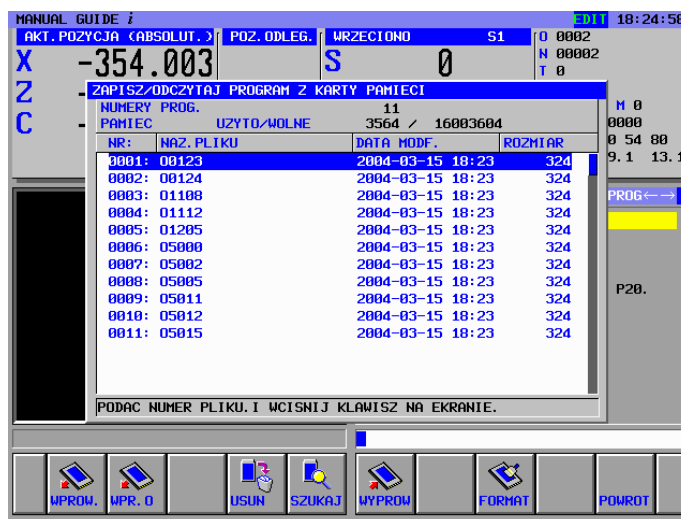 MANUAL GUIDE i EDIT 18:24:50
AKT.POZYCJA (ABSOLUT.) POZ.ODLEG. WRZECIONO S1 O 0002
X -354.003 S 0 N 00002
T 0
Z -
C -
M 0
0000
0 54 80
9.1 13.1
ZAPISZ/ODCZYTAJ PROGRAM Z KARTY PAMIECI
NUMERY PROG. 11
PAMIEC UZYTO/WOLNE 3564 / 16003604
NR: NAZ.PLIKU DATA MODF. ROZMIAR
0001: O0123 2004-03-15 18:23 324
0002: O0124 2004-03-15 18:23 324
0003: O1108 2004-03-15 18:23 324
0004: O1112 2004-03-15 18:23 324
0005: O1205 2004-03-15 18:23 324
0006: O5000 2004-03-15 18:23 324
0007: O5002 2004-03-15 18:23 324
0008: O5005 2004-03-15 18:23 324
0009: O5011 2004-03-15 18:23 324
0010: O5012 2004-03-15 18:23 324
0011: O5015 2004-03-15 18:23 324
PROG←→
P20.
PODAC NUMER PLIKU.I WCISNIJ KLAWISZ NA EKRANIE.
WPROW. WPR.O USUN SZUKAJ WYPROW FORMAT POWROT